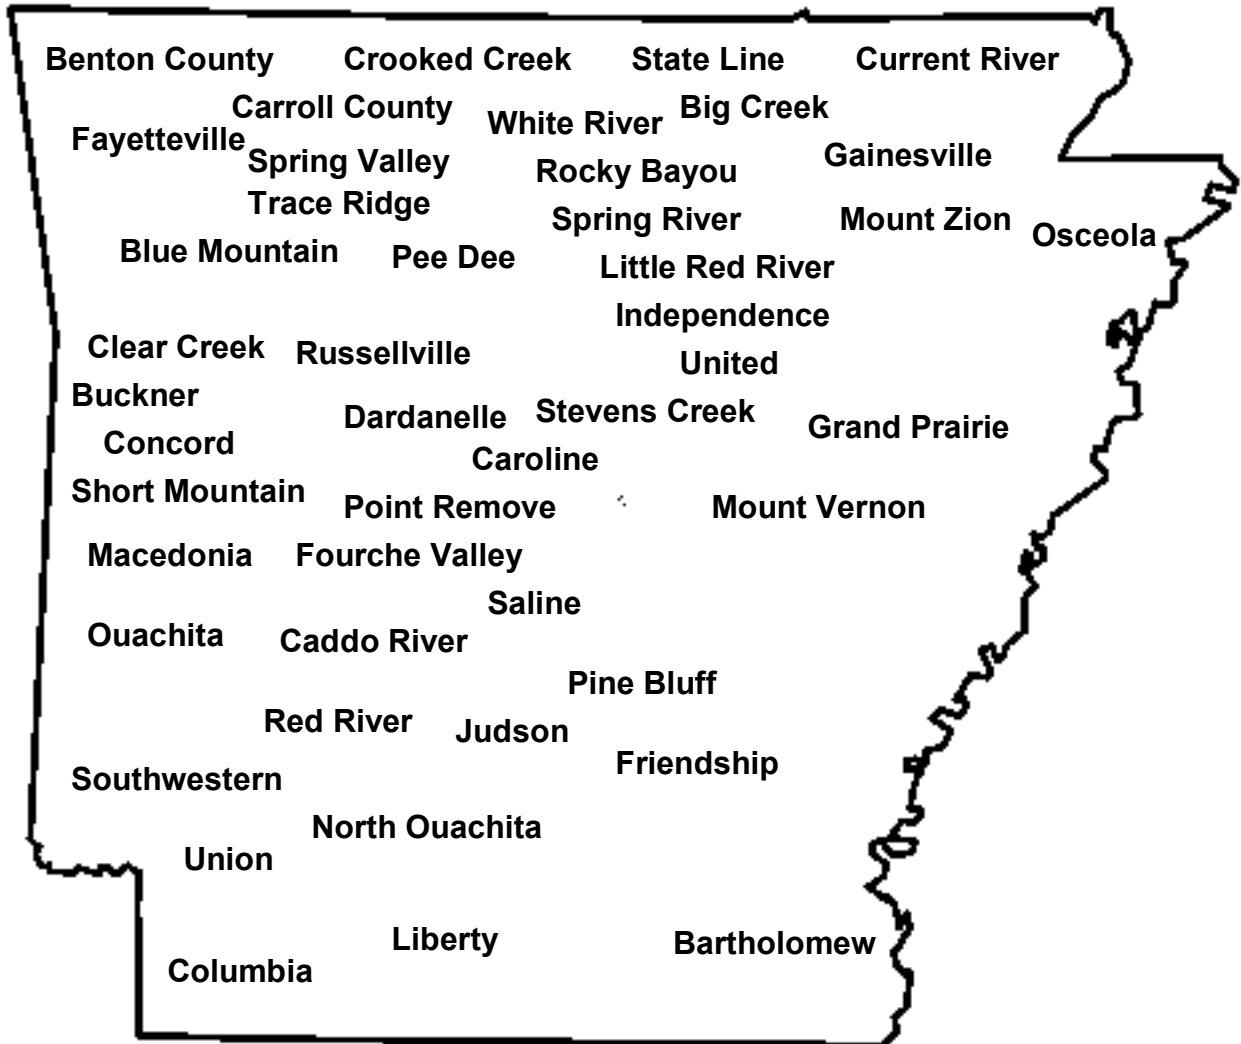 Benton County
Crooked Creek
State Line
Current River
Carroll County
White River
Big Creek
Fayetteville
Spring Valley
Rocky Bayou
Gainesville
Trace Ridge
Spring River
Mount Zion
Osceola
Blue Mountain
Pee Dee
Little Red River
Independence
Clear Creek
Russellville
United
Buckner
Dardanelle
Stevens Creek
Grand Prairie
Concord
Caroline
Short Mountain
Point Remove
Mount Vernon
Macedonia
Fourche Valley
Saline
Ouachita
Caddo River
Pine Bluff
Red River
Judson
Friendship
Southwestern
North Ouachita
Union
Liberty
Bartholomew
Columbia